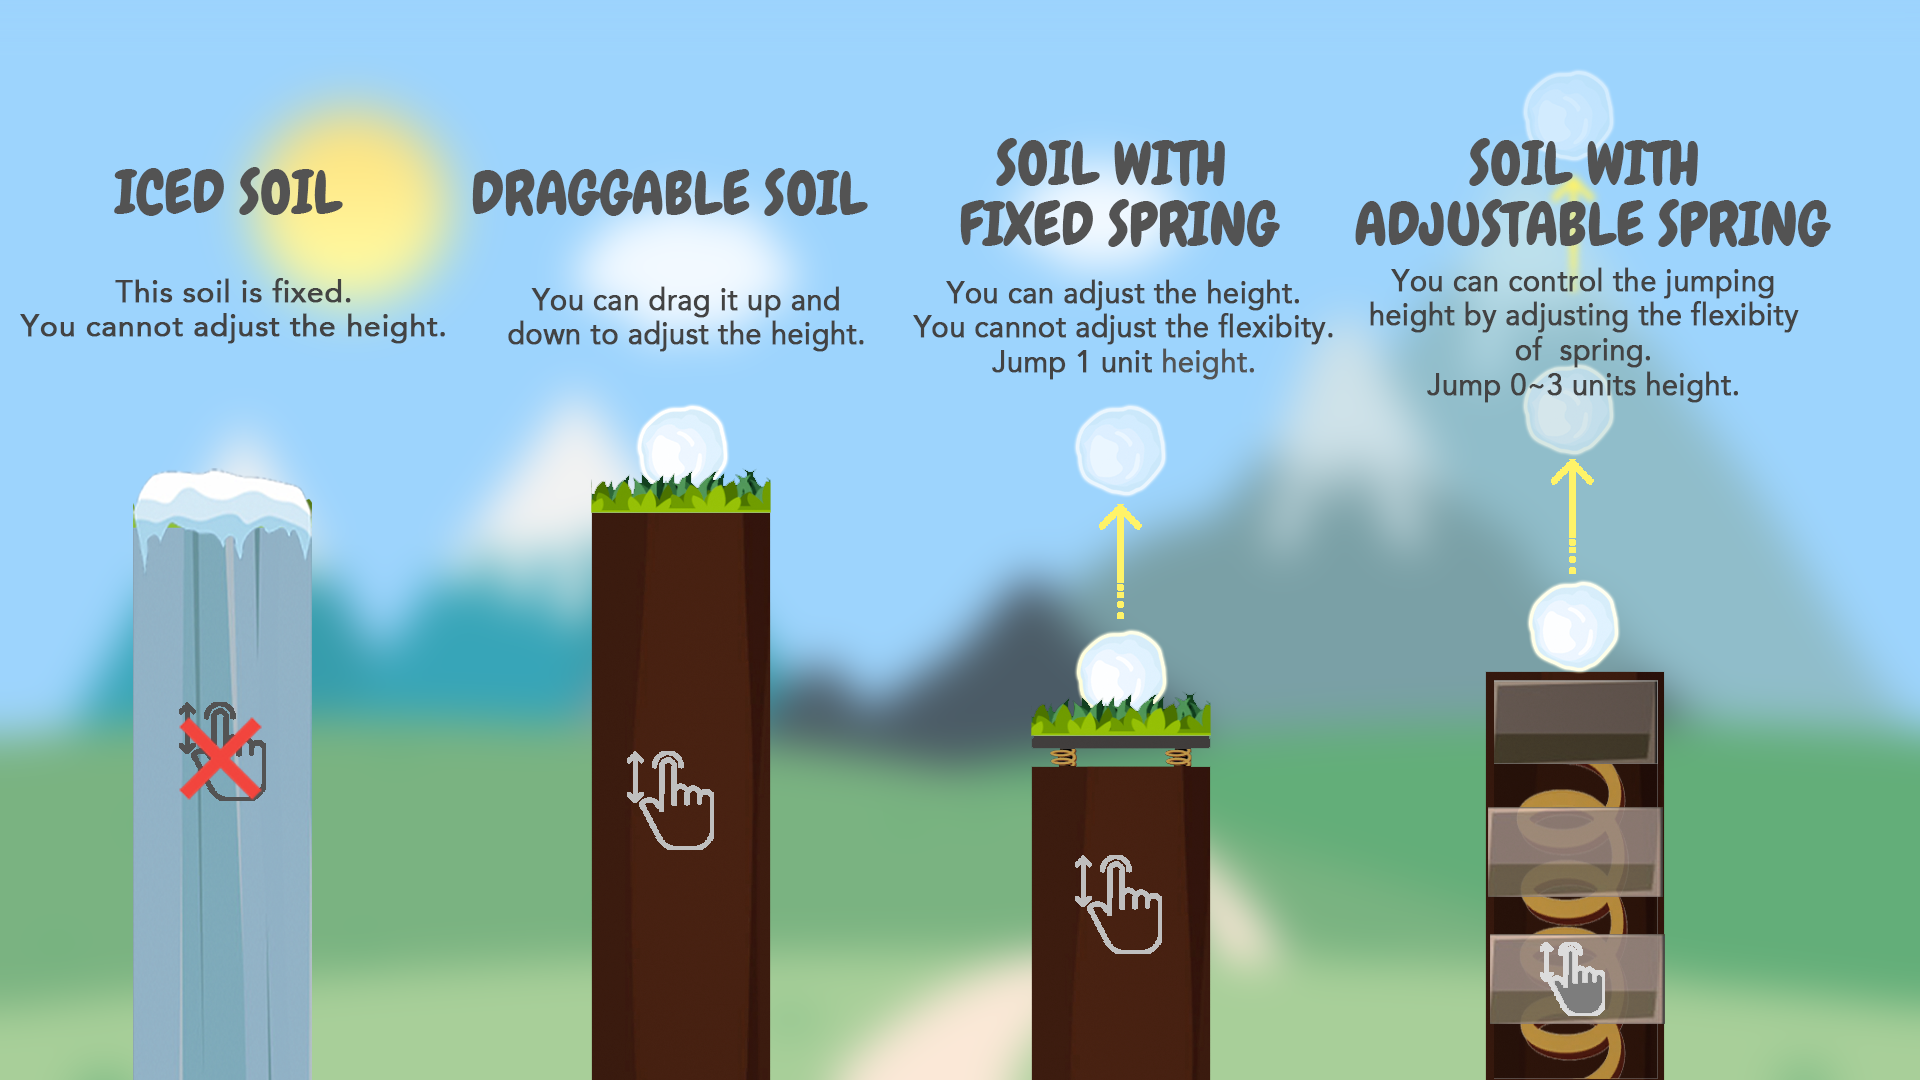 ICED SOIL
This soil is fixed.
You cannot adjust the height.
DRAGGABLE SOIL
You can drag it up and
down to adjust the height.
SOIL WITH
FIXED SPRING
You can adjust the height.
You cannot adjust the flexibity.
Jump 1 unit height.
SOIL WITH
ADJUSTABLE SPRING
You can control the jumping
height by adjusting the flexibity
of  spring.
Jump 0~3 units height.